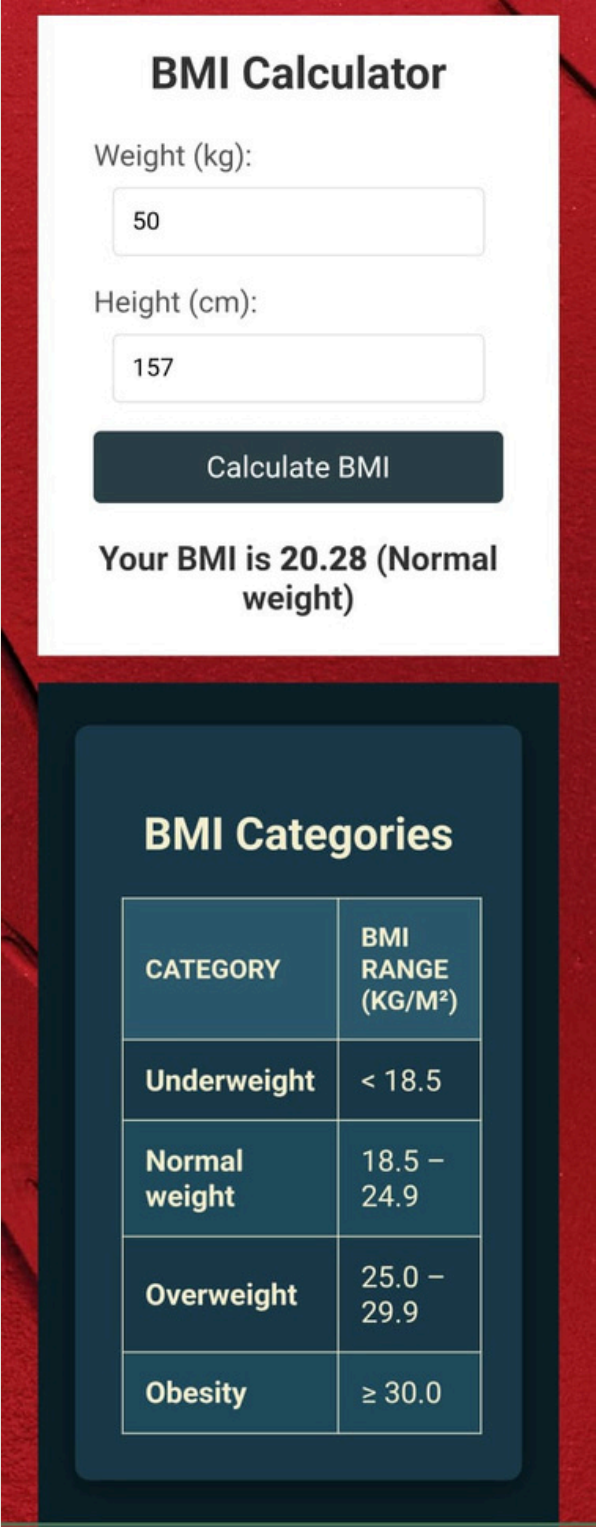 BMI Calculator
Weight (kg):
50
Height (cm):
157
Calculate BMI
Your BMI is 20.28 (Normal
weight)
BMI Categories
CATEGORY
BMI
RANGE
(KG/M²)
Underweight
< 18.5
Normal
weight
18.5 –
24.9
Overweight
25.0 –
29.9
Obesity
≥ 30.0